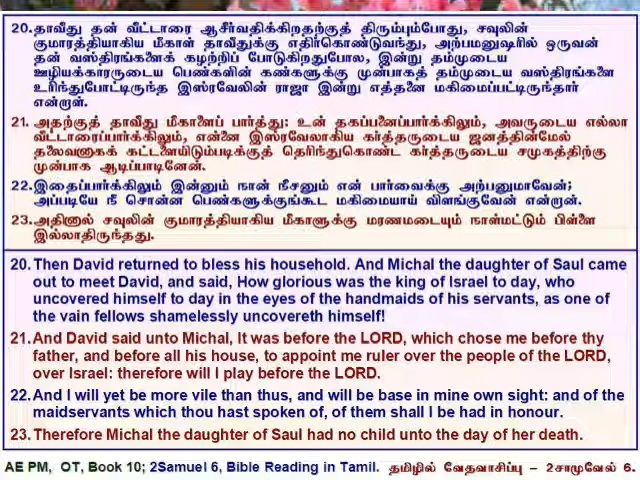 20. தாவீது தன் வீட்டாரை ஆசீர்வதிக்கிறதற்குத் திரும்பும்போது, சவுலின்
குமாரத்தியாகிய மீகாள் தாவீதுக்கு எதிர்கொண்டுவந்து, அற்பமனுஷரில் ஒருவன்
தன் வஸ்திரங்களைக் கழற்றிப் போடுகிறதுபோல, இன்று தம்முடைய
ஊழியக்காரருடைய பெண்களின் கண்களுக்கு முன்பாகத் தம்முடைய வஸ்திரங்களை
உரிந்துபோட்டிருந்த இஸ்ரவேலின் ராஜா இன்று எத்தனை மகிமைப்பட்டிருந்தார்
என்றாள்.
21. அதற்குத் தாவீது மீகாளைப் பார்த்து: உன் தகப்பனைப்பார்க்கிலும், அவருடைய எல்லா
வீட்டாரைப்பார்க்கிலும், என்னை இஸ்ரவேலாகிய கர்த்தருடைய ஜனத்தின்மேல்
தலைவனாகக் கட்டளையிடும்படிக்குத் தெரிந்துகொண்ட கர்த்தருடைய சமுகத்திற்கு
முன்பாக ஆடிப்பாடினேன்.
22. இதைப்பார்க்கிலும் இன்னும் நான் நீசனும் என் பார்வைக்கு அற்பனுமாவேன்;
அப்படியே நீ சொன்ன பெண்களுக்குங்கூட மகிமையாய் விளங்குவேன் என்றான்.
23. அதினால் சவுலின் குமாரத்தியாகிய மீகாளுக்கு மரணமடையும் நாள்மட்டும் பிள்ளை
இல்லாதிருந்தது.
20. Then David returned to bless his household. And Michal the daughter of Saul came
out to meet David, and said, How glorious was the king of Israel to day, who
uncovered himself to day in the eyes of the handmaids of his servants, as one of
the vain fellows shamelessly uncovereth himself!
21. And David said unto Michal, It was before the LORD, which chose me before thy
father, and before all his house, to appoint me ruler over the people of the LORD,
over Israel: therefore will I play before the LORD.
22. And I will yet be more vile than thus, and will be base in mine own sight: and of the
maidservants which thou hast spoken of, of them shall I be had in honour.
23. Therefore Michal the daughter of Saul had no child unto the day of her death.
AE PM, OT, Book 10; 2Samuel 6, Bible Reading in Tamil. தமிழில் வேதவாசிப்பு – 2சாமுவேல் 6.